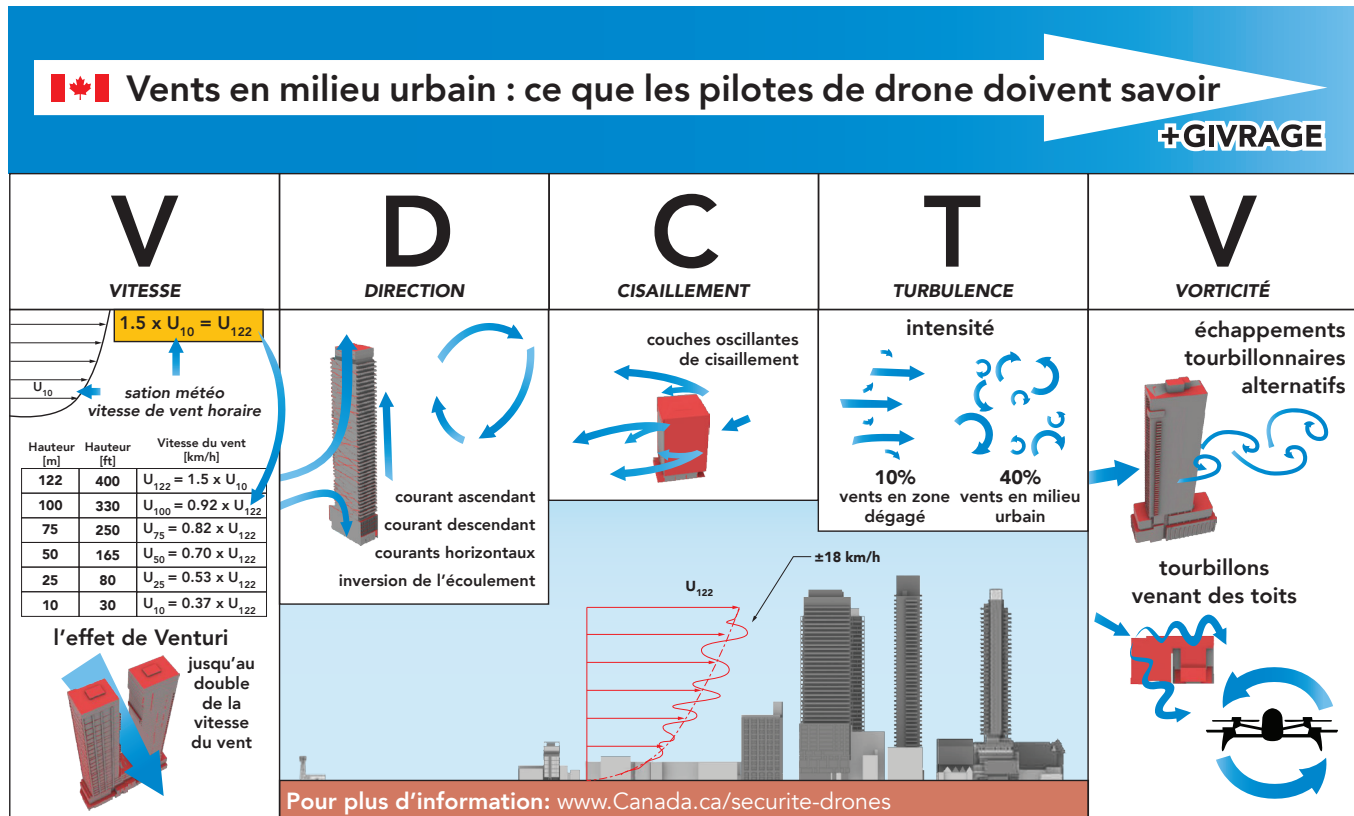 Vents en milieu urbain : ce que les pilotes de drone doivent savoir
+GIVRAGE
V
VITESSE
1.5 x U10 = U122
U10
sation météo
vitesse de vent horaire
Hauteur [m] Hauteur [ft] Vitesse du vent [km/h]
122 400 U122 = 1.5 x U10
100 330 U100 = 0.92 x U122
75 250 U75 = 0.82 x U122
50 165 U50 = 0.70 x U122
25 80 U25 = 0.53 x U122
10 30 U10 = 0.37 x U122
l'effet de Venturi
jusqu'au
double
de la
vitesse
du vent
D
DIRECTION
courant ascendant
courant descendant
courants horizontaux
inversion de l'écoulement
C
CISAILLEMENT
couches oscillantes
de cisaillement
T
TURBULENCE
intensité
10%
vents en zone
dégagé
40%
vents en milieu
urbain
U122
±18 km/h
V
VORTICITÉ
échappements
tourbillonnaires
alternatifs
tourbillons
venant des toits
Pour plus d'information: www.Canada.ca/securite-drones